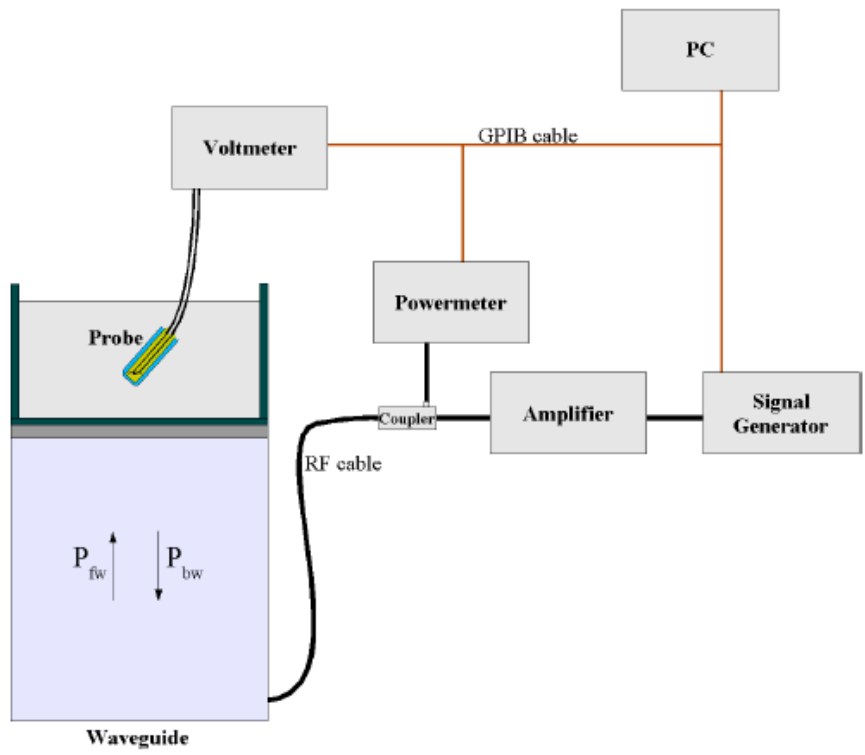 PC
GPIB cable
Voltmeter
Powermeter
Probe
Coupler
Amplifier
Signal
Generator
RF cable
P fw
P bw
Waveguide